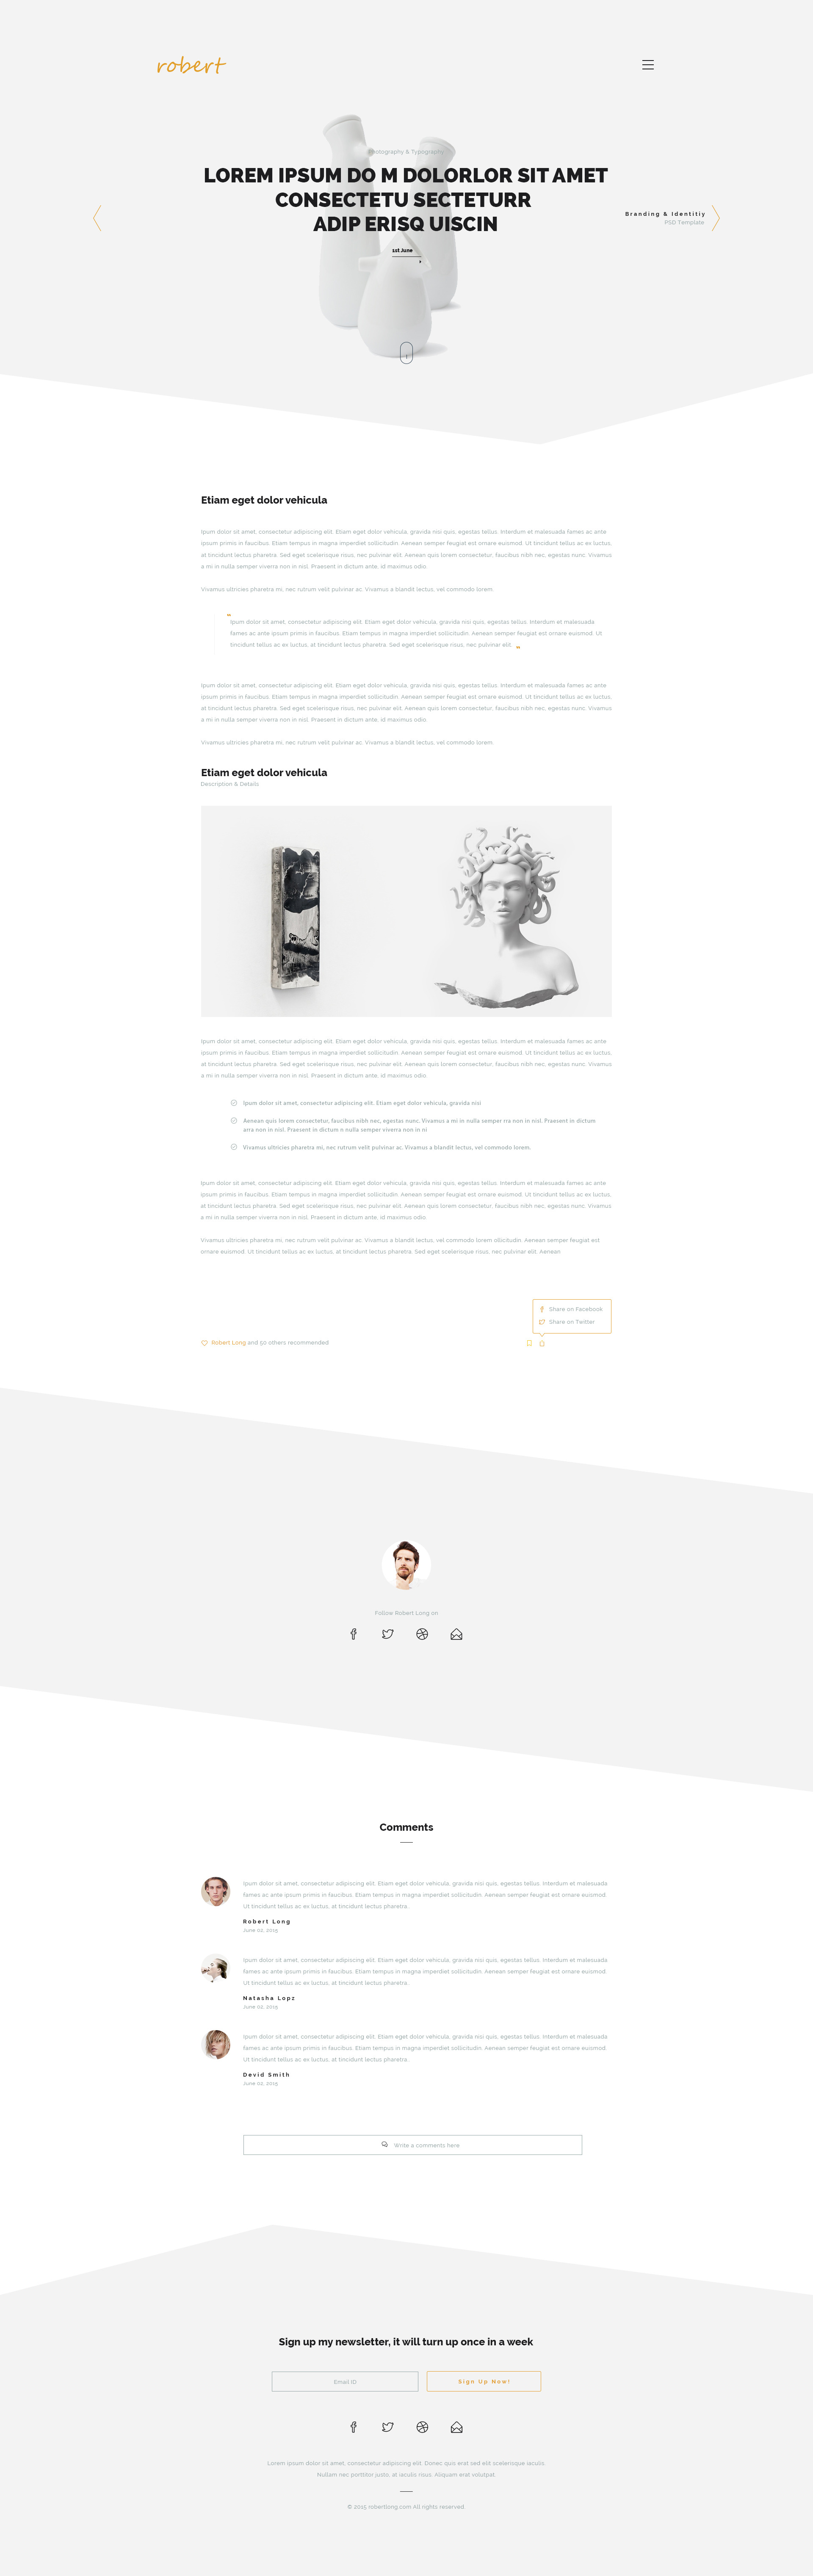 robert
Photography & Typography
LOREM IPSUM DO M DOLORLOR SIT AMET
CONSECTETU SECTETURR
ADIP ERISQ UISCIN
Branding & Identitiy
PSD Template
1st June
Etiam eget dolor vehicula
Ipum dolor sit amet, consectetur adipiscing elit. Etiam eget dolor vehicula, gravida nisi quis, egestas tellus. Interdum et malesuada fames ac ante
ipsum primis in faucibus. Etiam tempus in magna imperdiet sollicitudin. Aenean semper feugiat est ornare euismod. Ut tincidunt tellus ac ex luctus,
at tincidunt lectus pharetra. Sed eget scelerisque risus, nec pulvinar elit. Aenean quis lorem consectetur, faucibus nibh nec, egestas nunc. Vivamus
a mi in nulla semper viverra non in nisl. Praesent in dictum ante, id maximus odio.
Vivamus ultricies pharetra mi, nec rutrum velit pulvinar ac. Vivamus a blandit lectus, vel commodo lorem.
“
Ipum dolor sit amet, consectetur adipiscing elit. Etiam eget dolor vehicula, gravida nisi quis, egestas tellus. Interdum et malesuada
fames ac ante ipsum primis in faucibus. Etiam tempus in magna imperdiet sollicitudin. Aenean semper feugiat est ornare euismod. Ut
tincidunt tellus ac ex luctus, at tincidunt lectus pharetra. Sed eget scelerisque risus, nec pulvinar elit. “
Ipum dolor sit amet, consectetur adipiscing elit. Etiam eget dolor vehicula, gravida nisi quis, egestas tellus. Interdum et malesuada fames ac ante
ipsum primis in faucibus. Etiam tempus in magna imperdiet sollicitudin. Aenean semper feugiat est ornare euismod. Ut tincidunt tellus ac ex luctus,
at tincidunt lectus pharetra. Sed eget scelerisque risus, nec pulvinar elit. Aenean quis lorem consectetur, faucibus nibh nec, egestas nunc. Vivamus
a mi in nulla semper viverra non in nisl. Praesent in dictum ante, id maximus odio.
Vivamus ultricies pharetra mi, nec rutrum velit pulvinar ac. Vivamus a blandit lectus, vel commodo lorem.
Etiam eget dolor vehicula
Description & Details
Ipum dolor sit amet, consectetur adipiscing elit. Etiam eget dolor vehicula, gravida nisi quis, egestas tellus. Interdum et malesuada fames ac ante
ipsum primis in faucibus. Etiam tempus in magna imperdiet sollicitudin. Aenean semper feugiat est ornare euismod. Ut tincidunt tellus ac ex luctus,
at tincidunt lectus pharetra. Sed eget scelerisque risus, nec pulvinar elit. Aenean quis lorem consectetur, faucibus nibh nec, egestas nunc. Vivamus
a mi in nulla semper viverra non in nisl. Praesent in dictum ante, id maximus odio.
Ipum dolor sit amet, consectetur adipiscing elit. Etiam eget dolor vehicula, gravida nisi
Aenean quis lorem consectetur, faucibus nibh nec, egestas nunc. Vivamus a mi in nulla semper rra non in nisl. Praesent in dictum
arra non in nisl. Praesent in dictum n nulla semper viverra non in ni
Vivamus ultricies pharetra mi, nec rutrum velit pulvinar ac. Vivamus a blandit lectus, vel commodo lorem.
Ipum dolor sit amet, consectetur adipiscing elit. Etiam eget dolor vehicula, gravida nisi quis, egestas tellus. Interdum et malesuada fames ac ante
ipsum primis in faucibus. Etiam tempus in magna imperdiet sollicitudin. Aenean semper feugiat est ornare euismod. Ut tincidunt tellus ac ex luctus,
at tincidunt lectus pharetra. Sed eget scelerisque risus, nec pulvinar elit. Aenean quis lorem consectetur, faucibus nibh nec, egestas nunc. Vivamus
a mi in nulla semper viverra non in nisl. Praesent in dictum ante, id maximus odio.
Vivamus ultricies pharetra mi, nec rutrum velit pulvinar ac. Vivamus a blandit lectus, vel commodo lorem ollicitudin. Aenean semper feugiat est
ornare euismod. Ut tincidunt tellus ac ex luctus, at tincidunt lectus pharetra. Sed eget scelerisque risus, nec pulvinar elit. Aenean
Share on Facebook
Share on Twitter
Robert Long and 50 others recommended
Follow Robert Long on
Comments
Ipum dolor sit amet, consectetur adipiscing elit. Etiam eget dolor vehicula, gravida nisi quis, egestas tellus. Interdum et malesuada
fames ac ante ipsum primis in faucibus. Etiam tempus in magna imperdiet sollicitudin. Aenean semper feugiat est ornare euismod.
Ut tincidunt tellus ac ex luctus, at tincidunt lectus pharetra..
Robert Long
June 02, 2015
Ipum dolor sit amet, consectetur adipiscing elit. Etiam eget dolor vehicula, gravida nisi quis, egestas tellus. Interdum et malesuada
fames ac ante ipsum primis in faucibus. Etiam tempus in magna imperdiet sollicitudin. Aenean semper feugiat est ornare euismod.
Ut tincidunt tellus ac ex luctus, at tincidunt lectus pharetra..
Natasha Lopz
June 02, 2015
Ipum dolor sit amet, consectetur adipiscing elit. Etiam eget dolor vehicula, gravida nisi quis, egestas tellus. Interdum et malesuada
fames ac ante ipsum primis in faucibus. Etiam tempus in magna imperdiet sollicitudin. Aenean semper feugiat est ornare euismod.
Ut tincidunt tellus ac ex luctus, at tincidunt lectus pharetra..
Devid Smith
June 02, 2015
Write a comments here
Sign up my newsletter, it will turn up once in a week
Email ID
Sign Up Now!
Lorem ipsum dolor sit amet, consectetur adipiscing elit. Donec quis erat sed elit scelerisque iaculis.
Nullam nec porttitor justo, at iaculis risus. Aliquam erat volutpat.
© 2015 robertlong.com All rights reserved